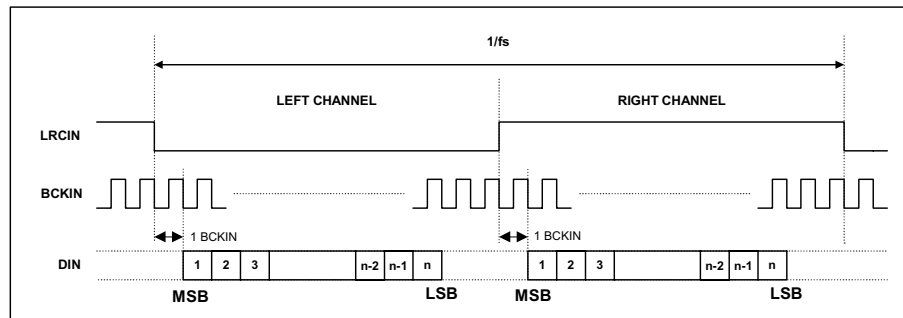 1/fs
LEFT CHANNEL RIGHT CHANNEL
LRCIN
BCKIN
1 BCKIN 1 BCKIN
DIN 1 2 3 n-2 n-1 n 1 2 3 n-2 n-1 n
MSB LSB MSB LSB